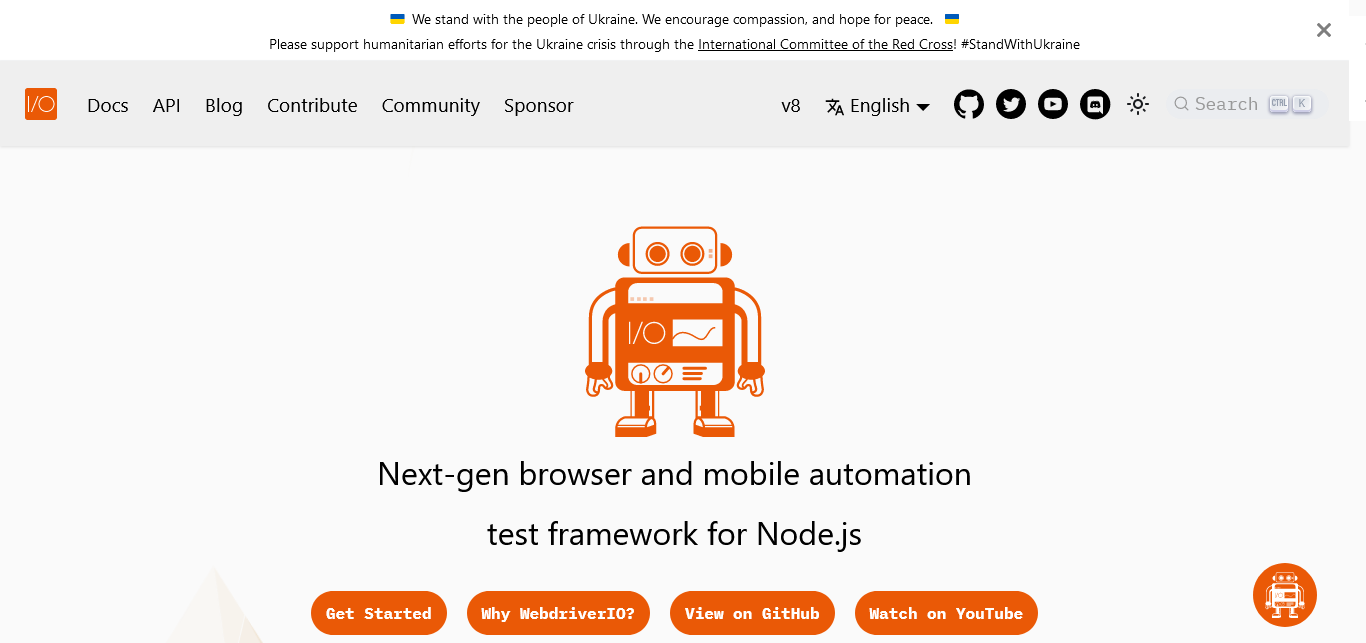 We stand with the people of Ukraine. We encourage compassion, and hope for peace.
Please support humanitarian efforts for the Ukraine crisis through the International Committee of the Red Cross! #StandWithUkraine
I/O Docs API Blog Contribute Community Sponsor v8 English Search CTRL K
I/O
Next-gen browser and mobile automation
test framework for Node.js
Get Started Why WebdriverIO? View on GitHub Watch on YouTube